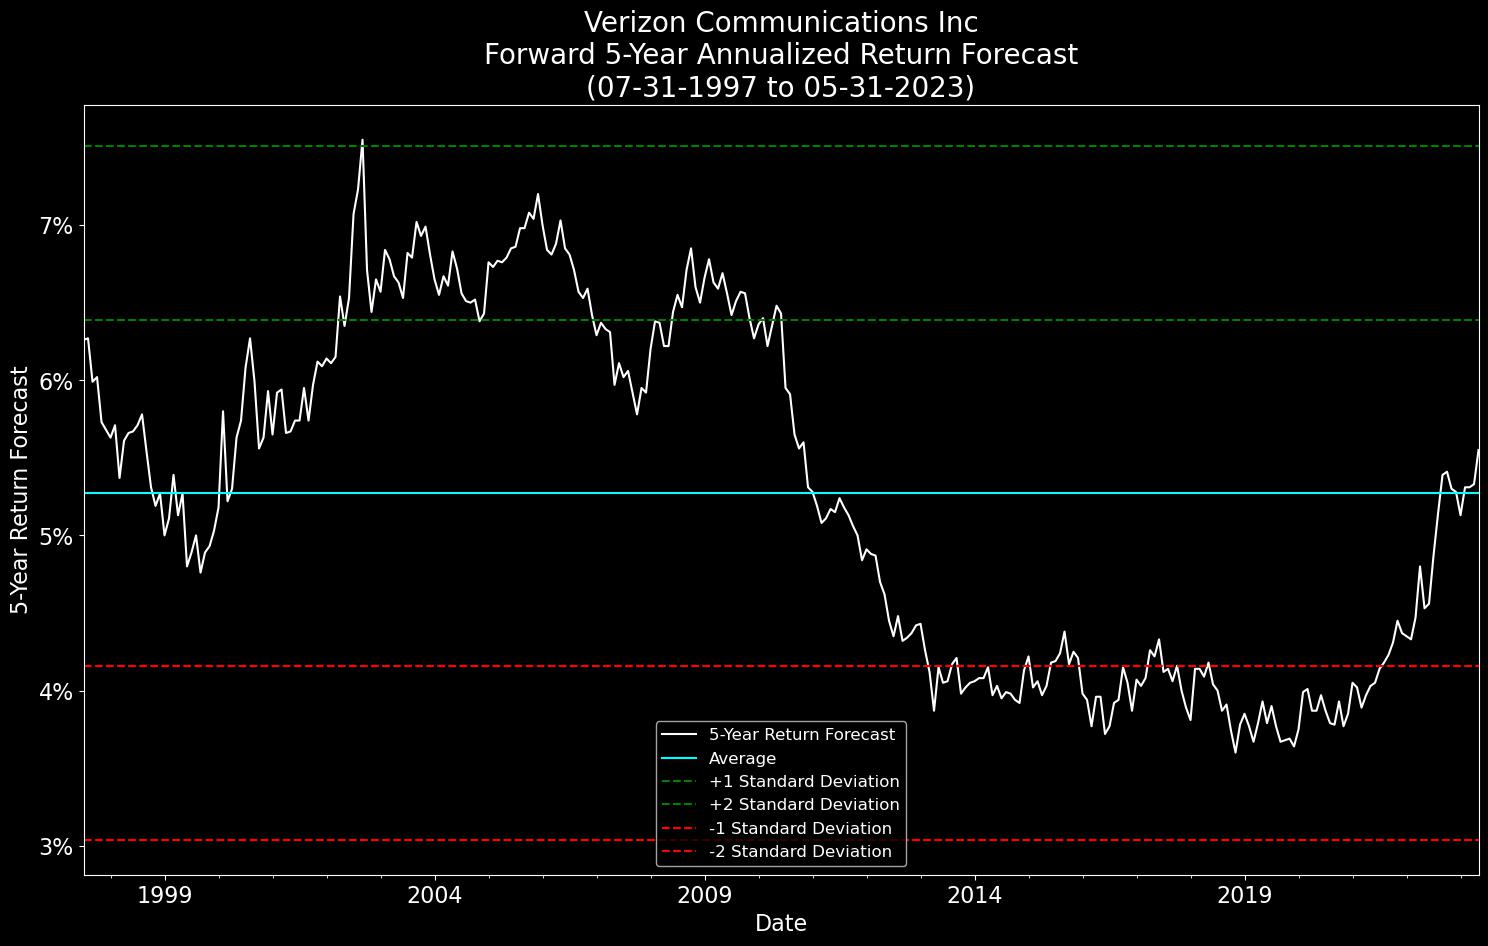 Verizon Communications Inc
Forward 5-Year Annualized Return Forecast
(07-31-1997 to 05-31-2023)
5-Year Return Forecast
7%
6%
5%
4%
3%
5-Year Return Forecast
Average
+1 Standard Deviation
+2 Standard Deviation
-1 Standard Deviation
-2 Standard Deviation
1999 2004 2009 2014 2019
Date